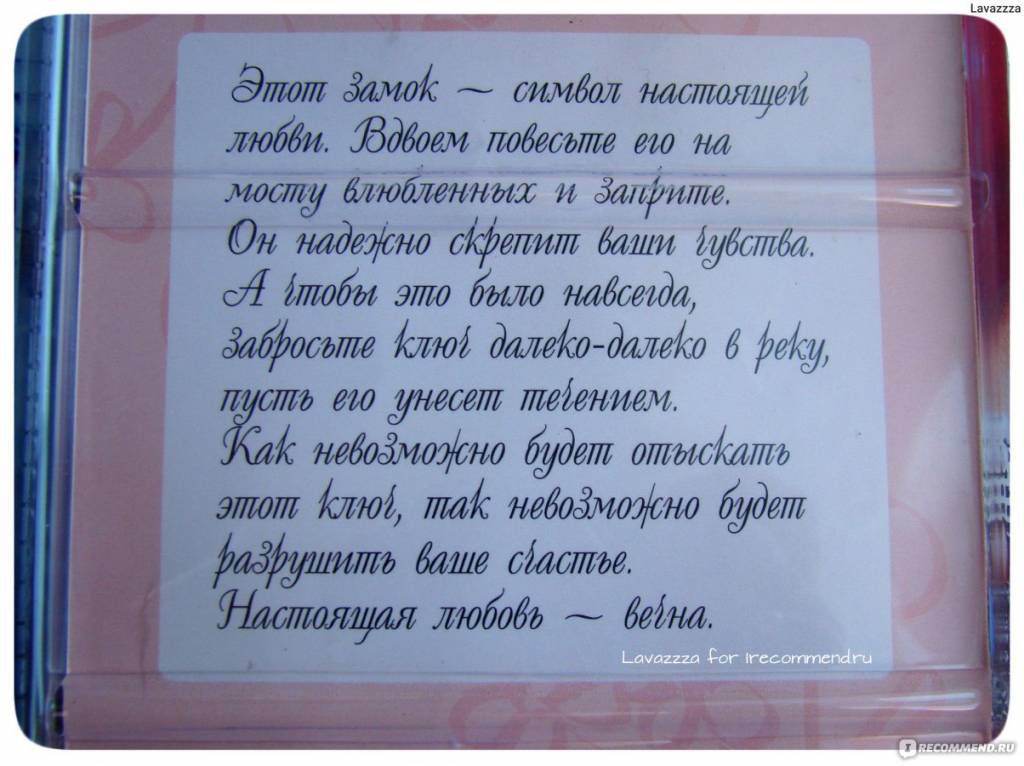 Lavazzza
Этот замок ~ символ настоящей
любви. Вдвоем повесьте его на
мосту влюбленных и заприте.
Он надежно скрепит ваши чувства.
А чтобы это было навсегда,
забросьте ключ далеко-далеко в реку,
пусть его унесет течением.
Как невозможно будет отыскать
этот ключ, так невозможно будет
разрушить ваше счастье.
Настоящая любовь ~ вечна.
Lavazzza for irecommend.ru
I RECOMMEND.RU